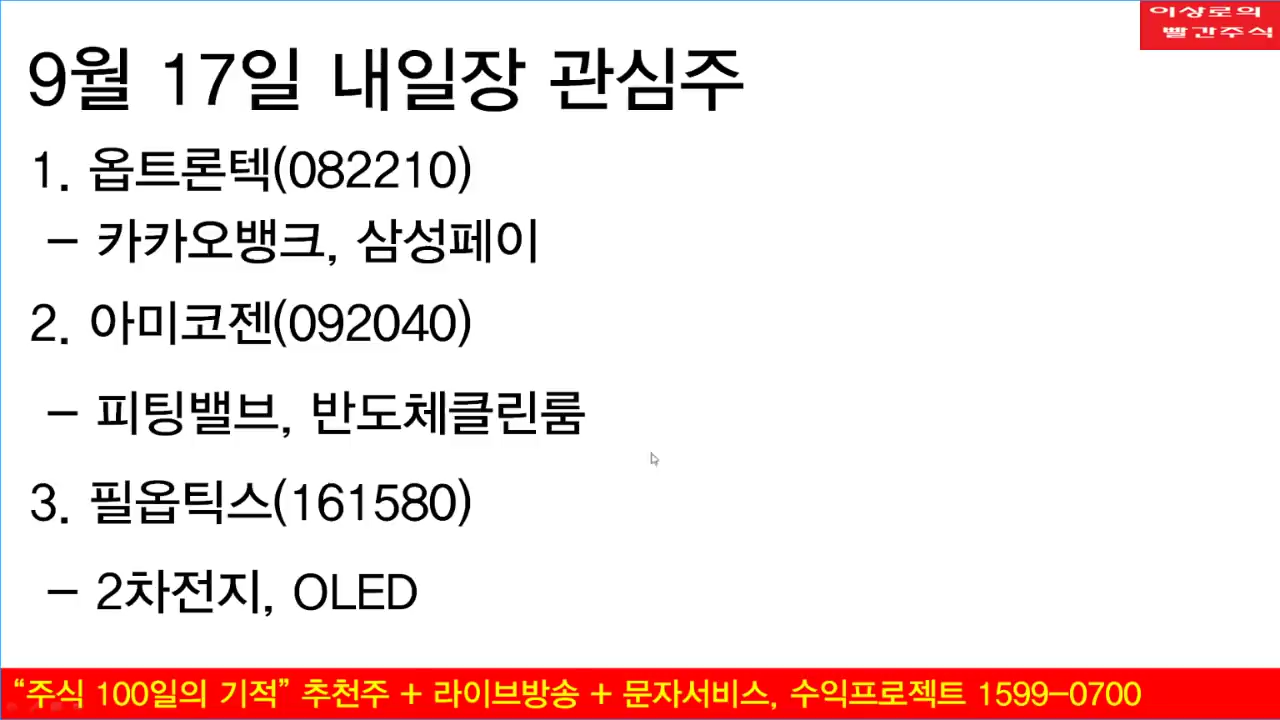 이상로의
빨간주식
9월 17일 내일장 관심주
1. 옵트론텍(082210)
- 카카오뱅크, 삼성페이
2. 아미코젠(092040)
- 피팅밸브, 반도체클린룸
3. 필옵틱스(161580)
- 2차전지, OLED
“주식 100일의 기적” 추천주 + 라이브방송 + 문자서비스, 수익프로젝트 1599-0700